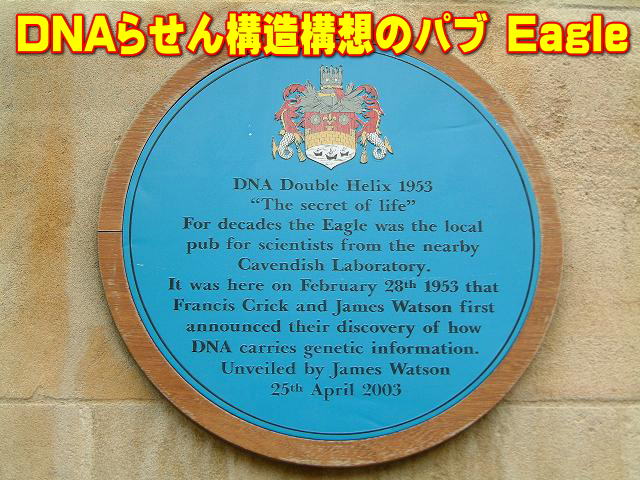 DNAらせん構造構想のパブ Eagle
DNA Double Helix 1953
“The secret of life”
For decades the Eagle was the local
pub for scientists from the nearby
Cavendish Laboratory.
It was here on February 28th 1953 that
Francis Crick and James Watson first
announced their discovery of how
DNA carries genetic information.
Unveiled by James Watson
25th April 2003